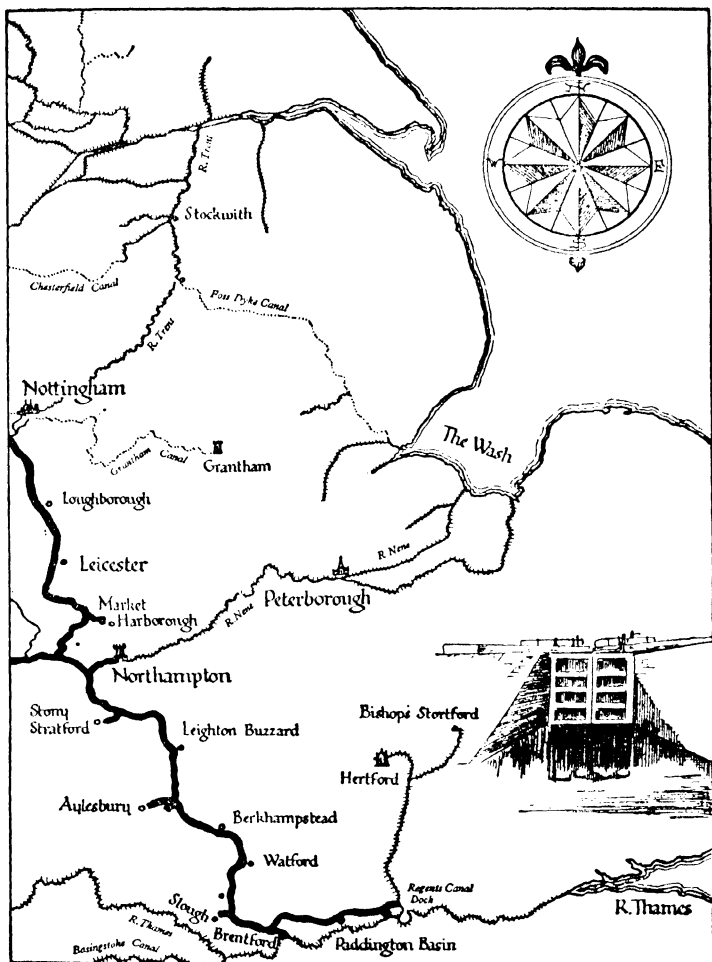 R. Trent
Stockwith
Chesterfield Canal
Foss Dyke Canal
R. Trent
Nottingham
Grantham Canal
Grantham
The Wash
Loughborough
Leicester
R. Nene
Peterborough
Market
Harborough
R. Nene
Northampton
Stony
Stratford
Leighton Buzzard
Bishop's Stortford
Hertford
Aylesbury
Berkhampstead
Watford
Regents Canal
Dock
Slough
R. Thames
R. Thames
Brentford
Paddington Basin
Basingstoke Canal
E